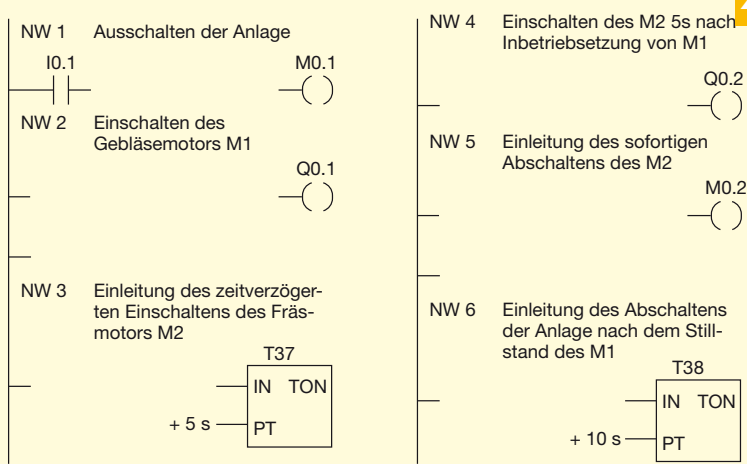 NW 1 Ausschalten der Anlage
I0.1 M0.1
NW 2 Einschalten des
Gebläsemotors M1
Q0.1
NW 3 Einleitung des zeitverzöger-
ten Einschaltens des Fräs-
motors M2
T37
IN TON
+ 5 s PT
NW 4 Einschalten des M2 5s nach
Inbetriebsetzung von M1
Q0.2
NW 5 Einleitung des sofortigen
Abschaltens des M2
M0.2
NW 6 Einleitung des Abschaltens
der Anlage nach dem Still-
stand des M1
T38
IN TON
+ 10 s PT